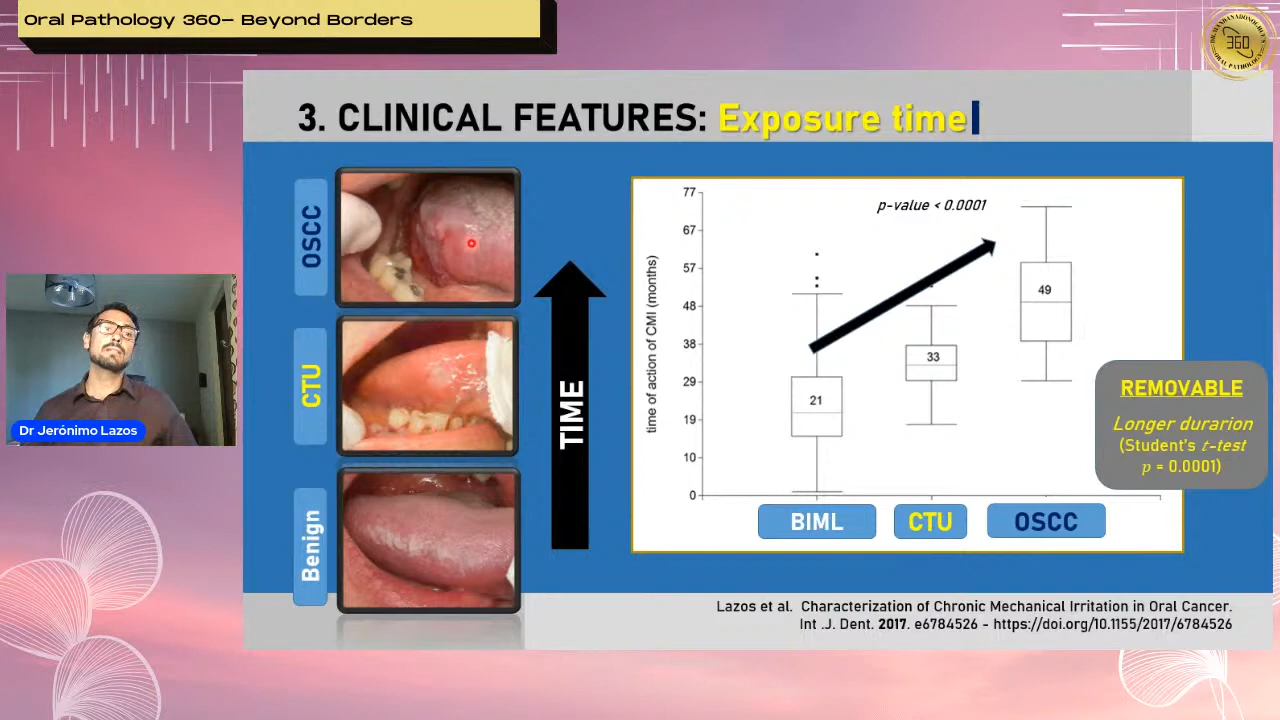 Oral Pathology 360- Beyond Borders
360
ORAL PATHOLOGY
3. CLINICAL FEATURES: Exposure time
OSCC
CTU
Benign
TIME
Dr Jerónimo Lazos
time of action of CMI (months)
77
67
57
48
38
29
19
10
0
p-value < 0.0001
21
33
49
BIML
CTU
OSCC
REMOVABLE
Longer durarion
(Student's t-test
p = 0.0001)
Lazos et al. Characterization of Chronic Mechanical Irritation in Oral Cancer.
Int .J. Dent. 2017. e6784526 - https://doi.org/10.1155/2017/6784526